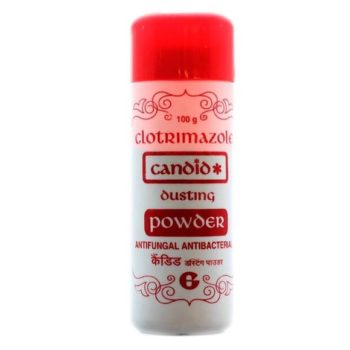 100 g
Clotrimazole
Candid*
Dusting
Powder
ANTIFUNGAL ANTIBACTERIAL
कैंडिड डस्टिंग पाउडर
G